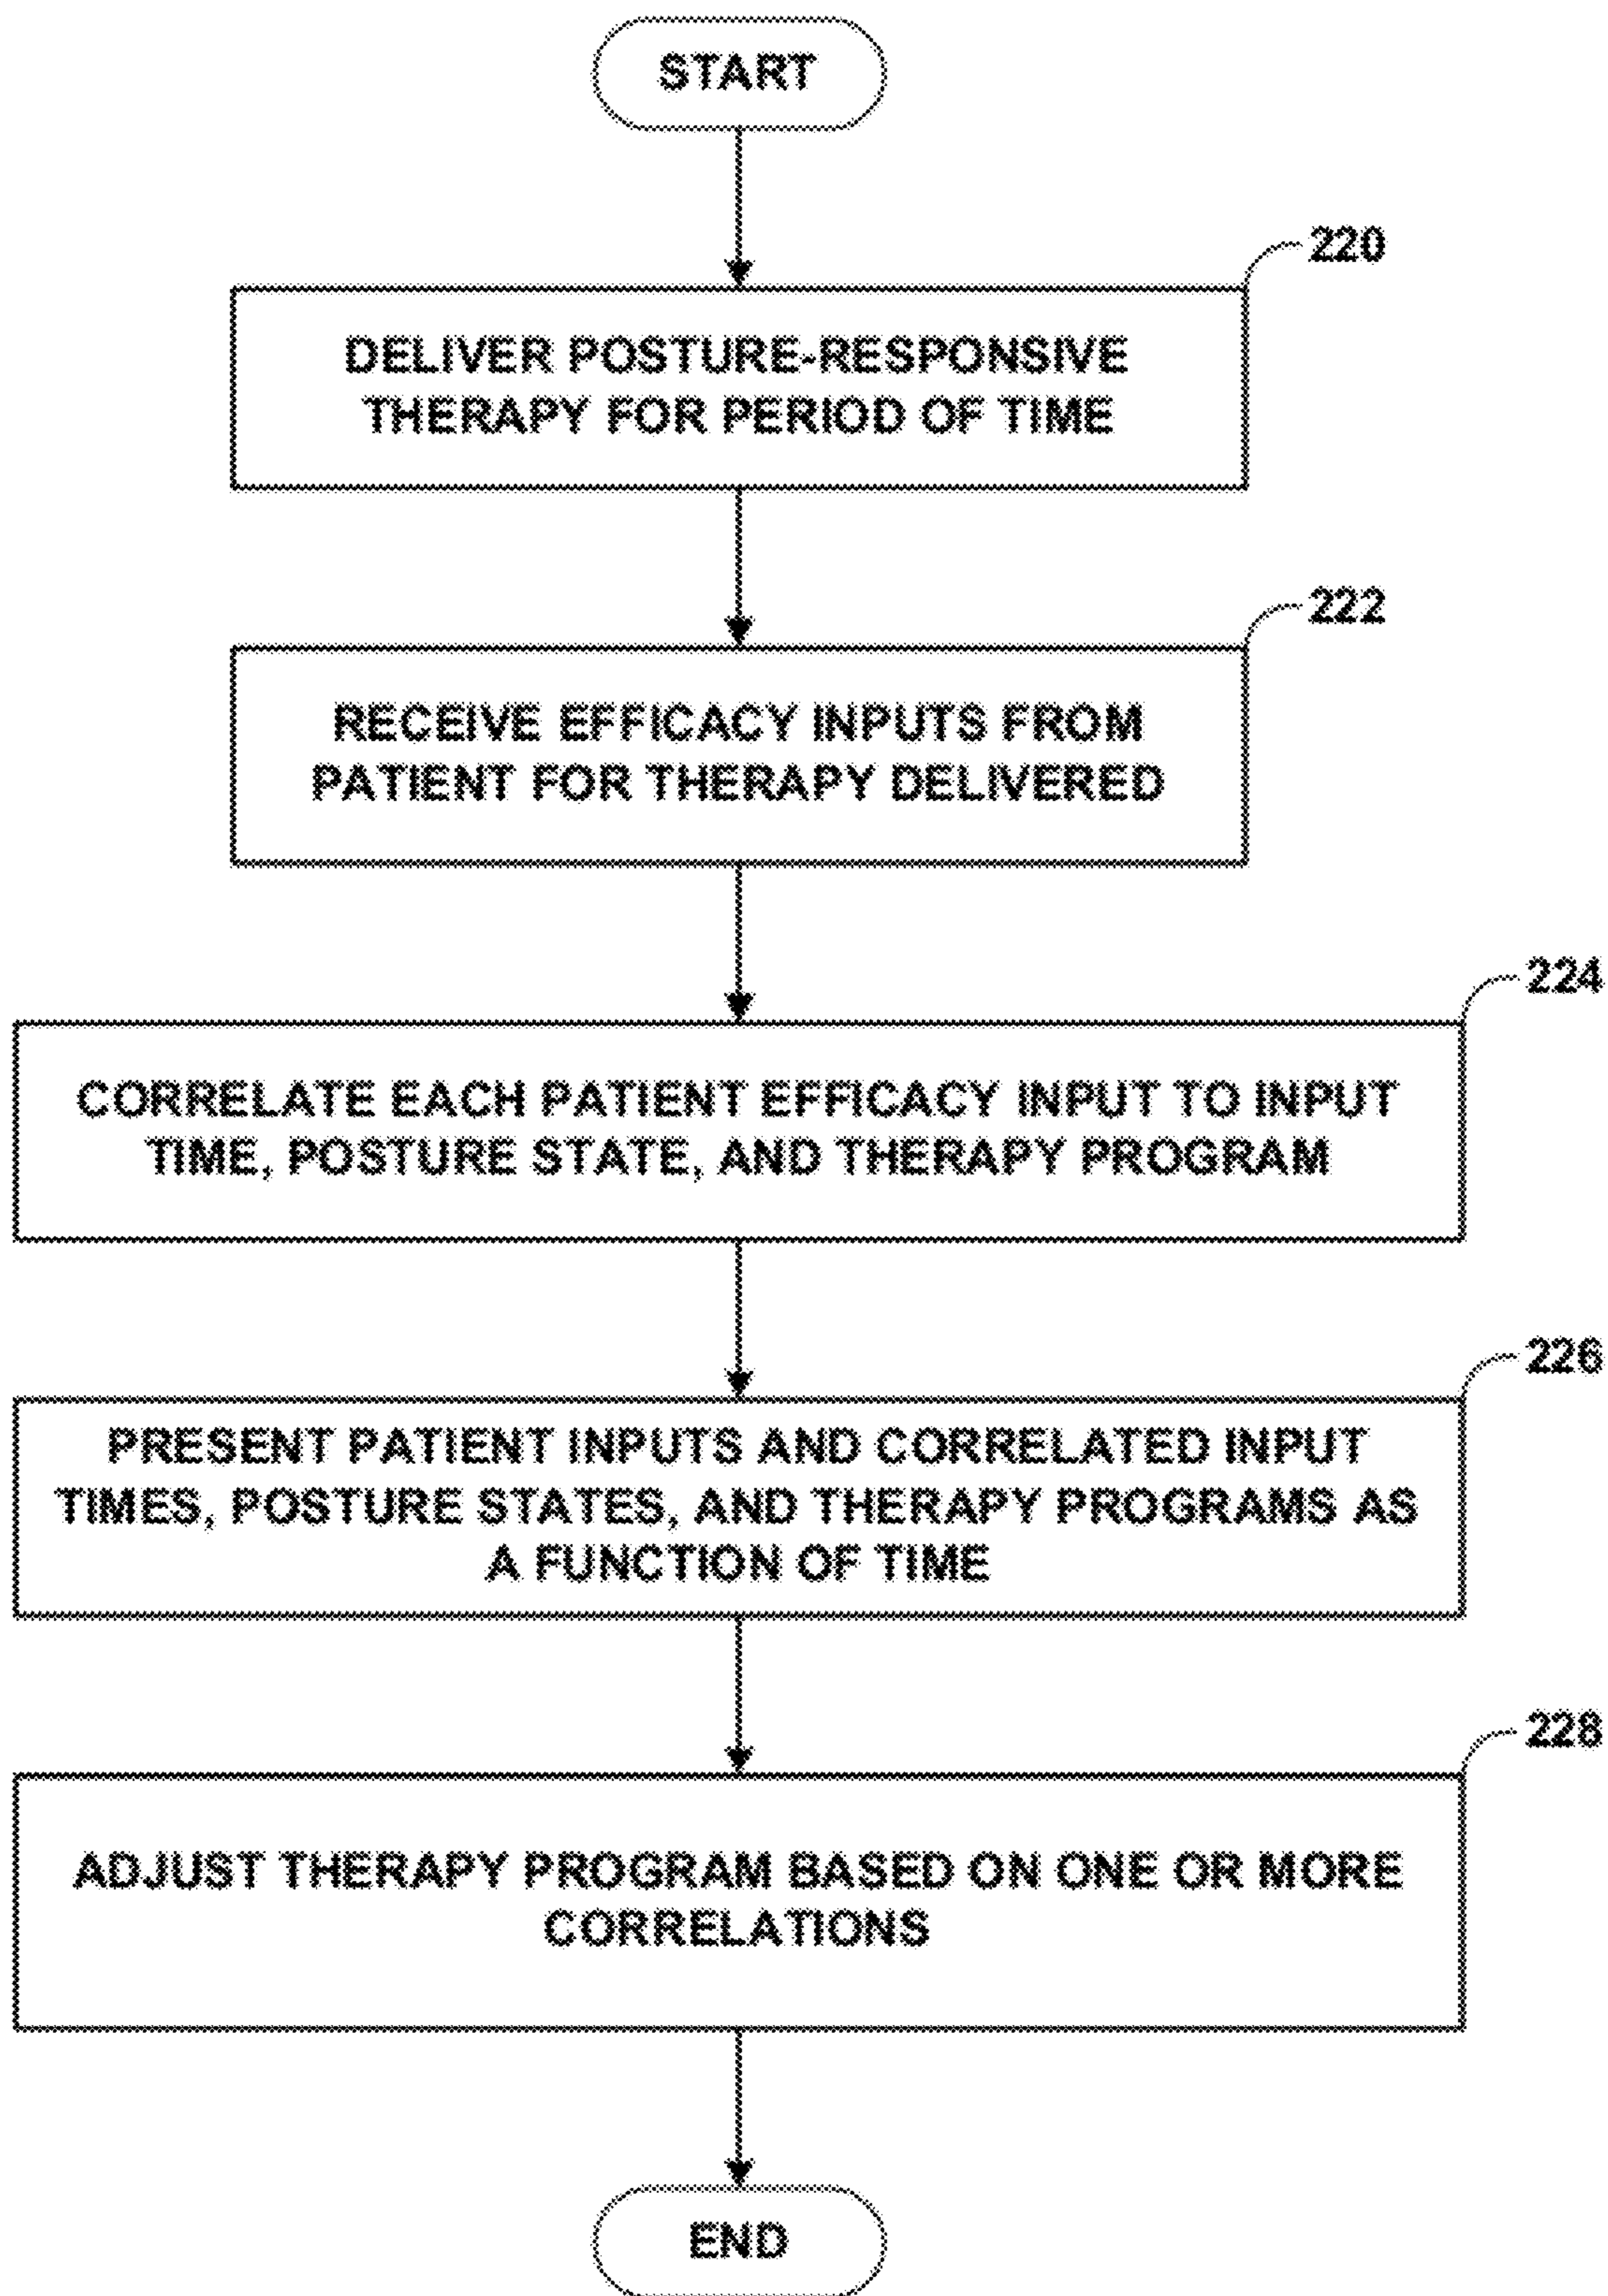 START
220
DELIVER POSTURE-RESPONSIVE
THERAPY FOR PERIOD OF TIME
222
RECEIVE EFFICACY INPUTS FROM
PATIENT FOR THERAPY DELIVERED
224
CORRELATE EACH PATIENT EFFICACY INPUT TO INPUT
TIME, POSTURE STATE, AND THERAPY PROGRAM
226
PRESENT PATIENT INPUTS AND CORRELATED INPUT
TIMES, POSTURE STATES, AND THERAPY PROGRAMS AS
A FUNCTION OF TIME
228
ADJUST THERAPY PROGRAM BASED ON ONE OR MORE
CORRELATIONS
END